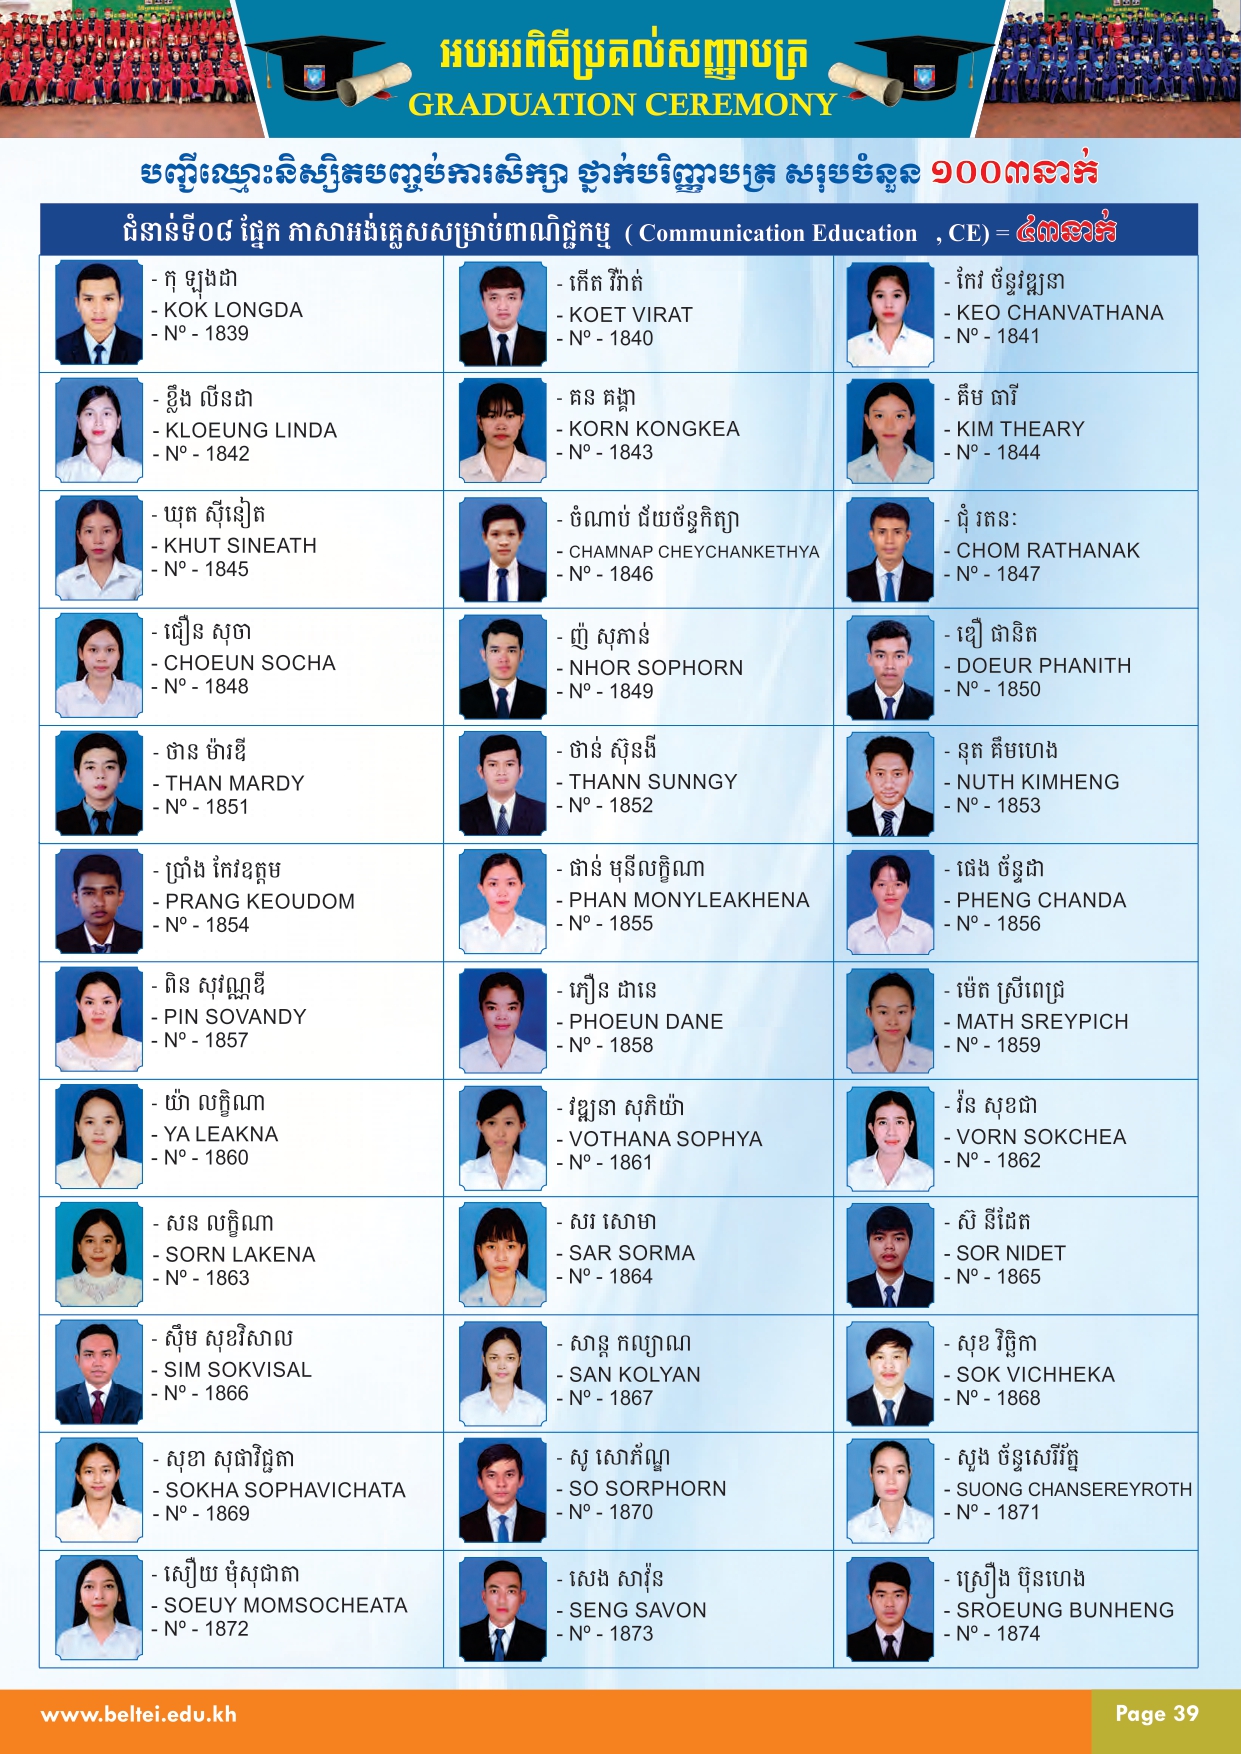 អបអរពិធីប្រគល់សញ្ញាបត្រ
GRADUATION CEREMONY
បញ្ជីឈ្មោះនិស្សិតបញ្ចប់ការសិក្សា ថ្នាក់បរិញ្ញាបត្រ សរុបចំនួន ១០០៣នាក់
ជំនាន់ទី០៨ ផ្នែក ភាសាអង់គ្លេសសម្រាប់ពាណិជ្ជកម្ម ( Communication Education , CE) = ៤៣នាក់
- កុ ឡុងដា
- KOK LONGDA
- Nº - 1839
- កើត វីរ៉ាត់
- KOET VIRAT
- Nº - 1840
- កែវ ច័ន្ទវឌ្ឍនា
- KEO CHANVATHANA
- Nº - 1841
- ខ្លឹង លីនដា
- KLOEUNG LINDA
- Nº - 1842
- គន គង្គា
- KORN KONGKEA
- Nº - 1843
- គឹម ធារី
- KIM THEARY
- Nº - 1844
- ឃុត ស៊ីនៀត
- KHUT SINEATH
- Nº - 1845
- ចំណាប់ ជ័យច័ន្ទកិត្យា
- CHAMNAP CHEYCHANKETHYA
- Nº - 1846
- ជុំ រតនៈ
- CHOM RATHANAK
- Nº - 1847
- ជឿន សុចា
- CHOEUN SOCHA
- Nº - 1848
- ញ៉ សុភាន់
- NHOR SOPHORN
- Nº - 1849
- ឌឿ ផានិត
- DOEUR PHANITH
- Nº - 1850
- ថាន ម៉ារឌី
- THAN MARDY
- Nº - 1851
- ថាន់ ស៊ុនងី
- THANN SUNNGY
- Nº - 1852
- នុត គឹមហេង
- NUTH KIMHENG
- Nº - 1853
- ប្រាំង កែវឧត្តម
- PRANG KEOUDOM
- Nº - 1854
- ផាន់ មុនីលក្ខិណា
- PHAN MONYLEAKHENA
- Nº - 1855
- ផេង ច័ន្ទដា
- PHENG CHANDA
- Nº - 1856
- ពិន សុវណ្ណឌី
- PIN SOVANDY
- Nº - 1857
- ភឿន ដានេ
- PHOEUN DANE
- Nº - 1858
- ម៉េត ស្រីពេជ្រ
- MATH SREYPICH
- Nº - 1859
- យ៉ា លក្ខិណា
- YA LEAKNA
- Nº - 1860
- វឌ្ឍនា សុភិយ៉ា
- VOTHANA SOPHYA
- Nº - 1861
- វ៉ន សុខជា
- VORN SOKCHEA
- Nº - 1862
- សន លក្ខិណា
- SORN LAKENA
- Nº - 1863
- សរ សោមា
- SAR SORMA
- Nº - 1864
- ស៊ នីដែត
- SOR NIDET
- Nº - 1865
- ស៊ឹម សុខវិសាល
- SIM SOKVISAL
- Nº - 1866
- សាន្ត កល្យាណ
- SAN KOLYAN
- Nº - 1867
- សុខ វិច្ឆិកា
- SOK VICHHEKA
- Nº - 1868
- សុខា សុផាវិជ្ជតា
- SOKHA SOPHAVICHATA
- Nº - 1869
- សូ សោភ័ណ្ឌ
- SO SORPHORN
- Nº - 1870
- សួង ច័ន្ទសេរីរ័ត្ន
- SUONG CHANSEREYROTH
- Nº - 1871
- សឿយ មុំសុជាតា
- SOEUY MOMSOCHEATA
- Nº - 1872
- សេង សាវ៉ុន
- SENG SAVON
- Nº - 1873
- ស្រឿង ប៊ុនហេង
- SROEUNG BUNHENG
- Nº - 1874
www.beltei.edu.kh
Page 39